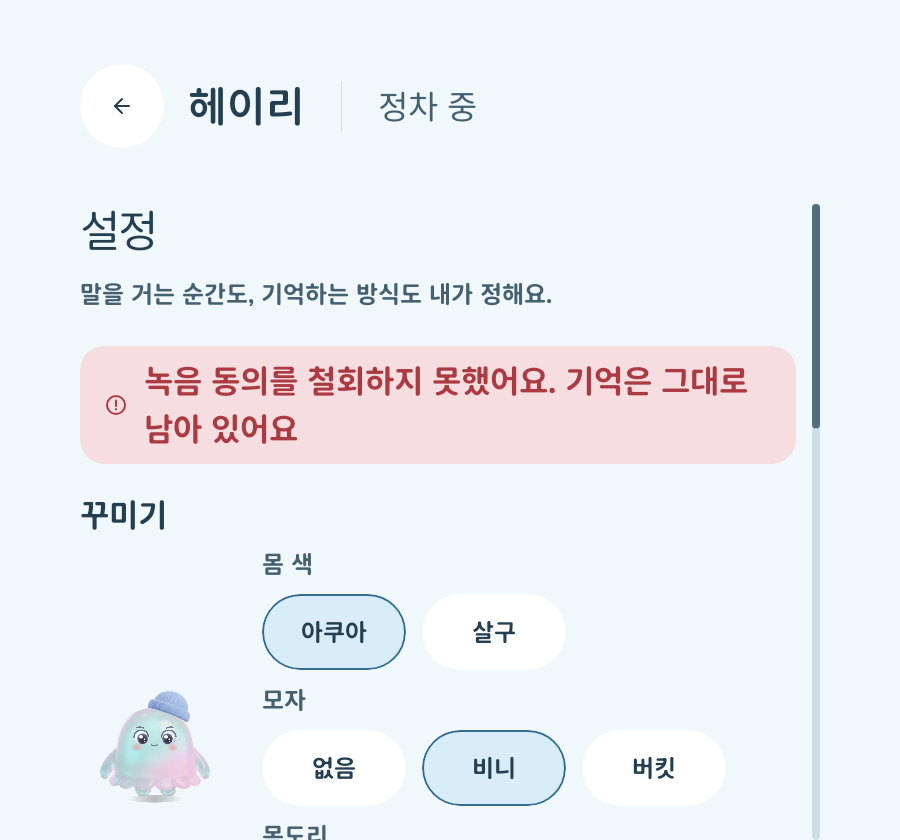 헤이리
정차 중
설정
말을 거는 순간도, 기억하는 방식도 내가 정해요.
녹음 동의를 철회하지 못했어요. 기억은 그대로
남아 있어요
꾸미기
몸 색
아쿠아 살구
모자
없음 비니 버킷
목도리